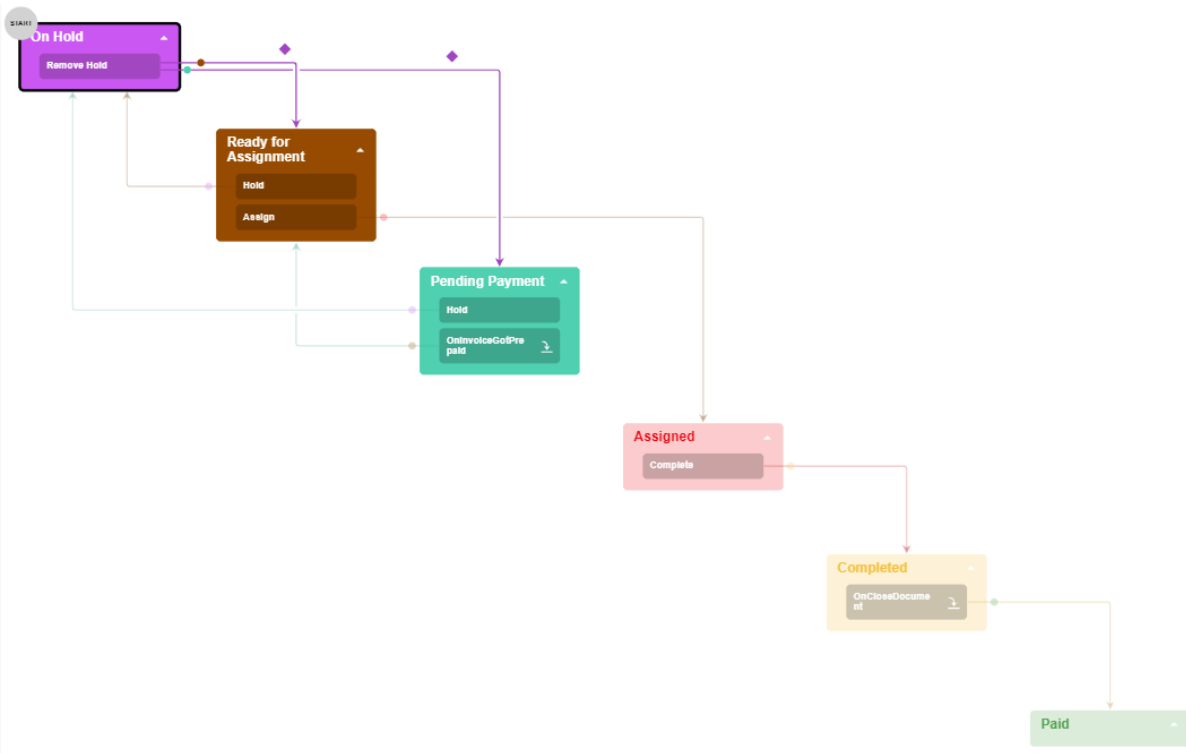 START
On Hold
Remove Hold
Ready for
Assignment
Hold
Assign
Pending Payment
Hold
OnInvoiceGotPre
paid
Assigned
Complete
Completed
OnCloseDocume
nt
Paid